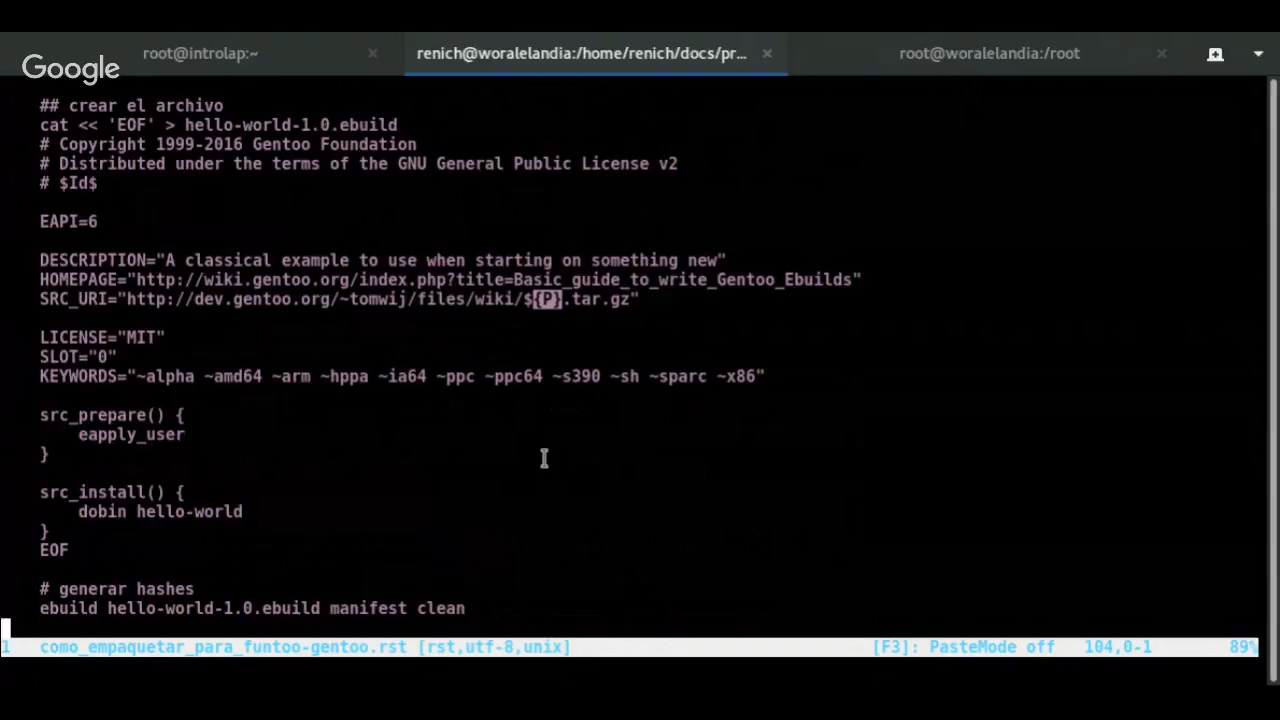 root@introlap:~
renich@woralelandia:/home/renich/docs/pr...
root@woralelandia:/root
Google
## crear el archivo
cat << 'EOF' > hello-world-1.0.ebuild
# Copyright 1999-2016 Gentoo Foundation
# Distributed under the terms of the GNU General Public License v2
# $Id$
EAPI=6
DESCRIPTION="A classical example to use when starting on something new"
HOMEPAGE="http://wiki.gentoo.org/index.php?title=Basic_guide_to_write_Gentoo_Ebuilds"
SRC_URI="http://dev.gentoo.org/~tomwij/files/wiki/${P}.tar.gz"
LICENSE="MIT"
SLOT="0"
KEYWORDS="~alpha ~amd64 ~arm ~hppa ~ia64 ~ppc ~ppc64 ~s390 ~sh ~sparc ~x86"
src_prepare() {
eapply_user
}
src_install() {
dobin hello-world
}
EOF
# generar hashes
ebuild hello-world-1.0.ebuild manifest clean
1 como_empaquetar_para_funtoo-gentoo.rst [rst,utf-8,unix] [F3]: PasteMode off 104,0-1 89%